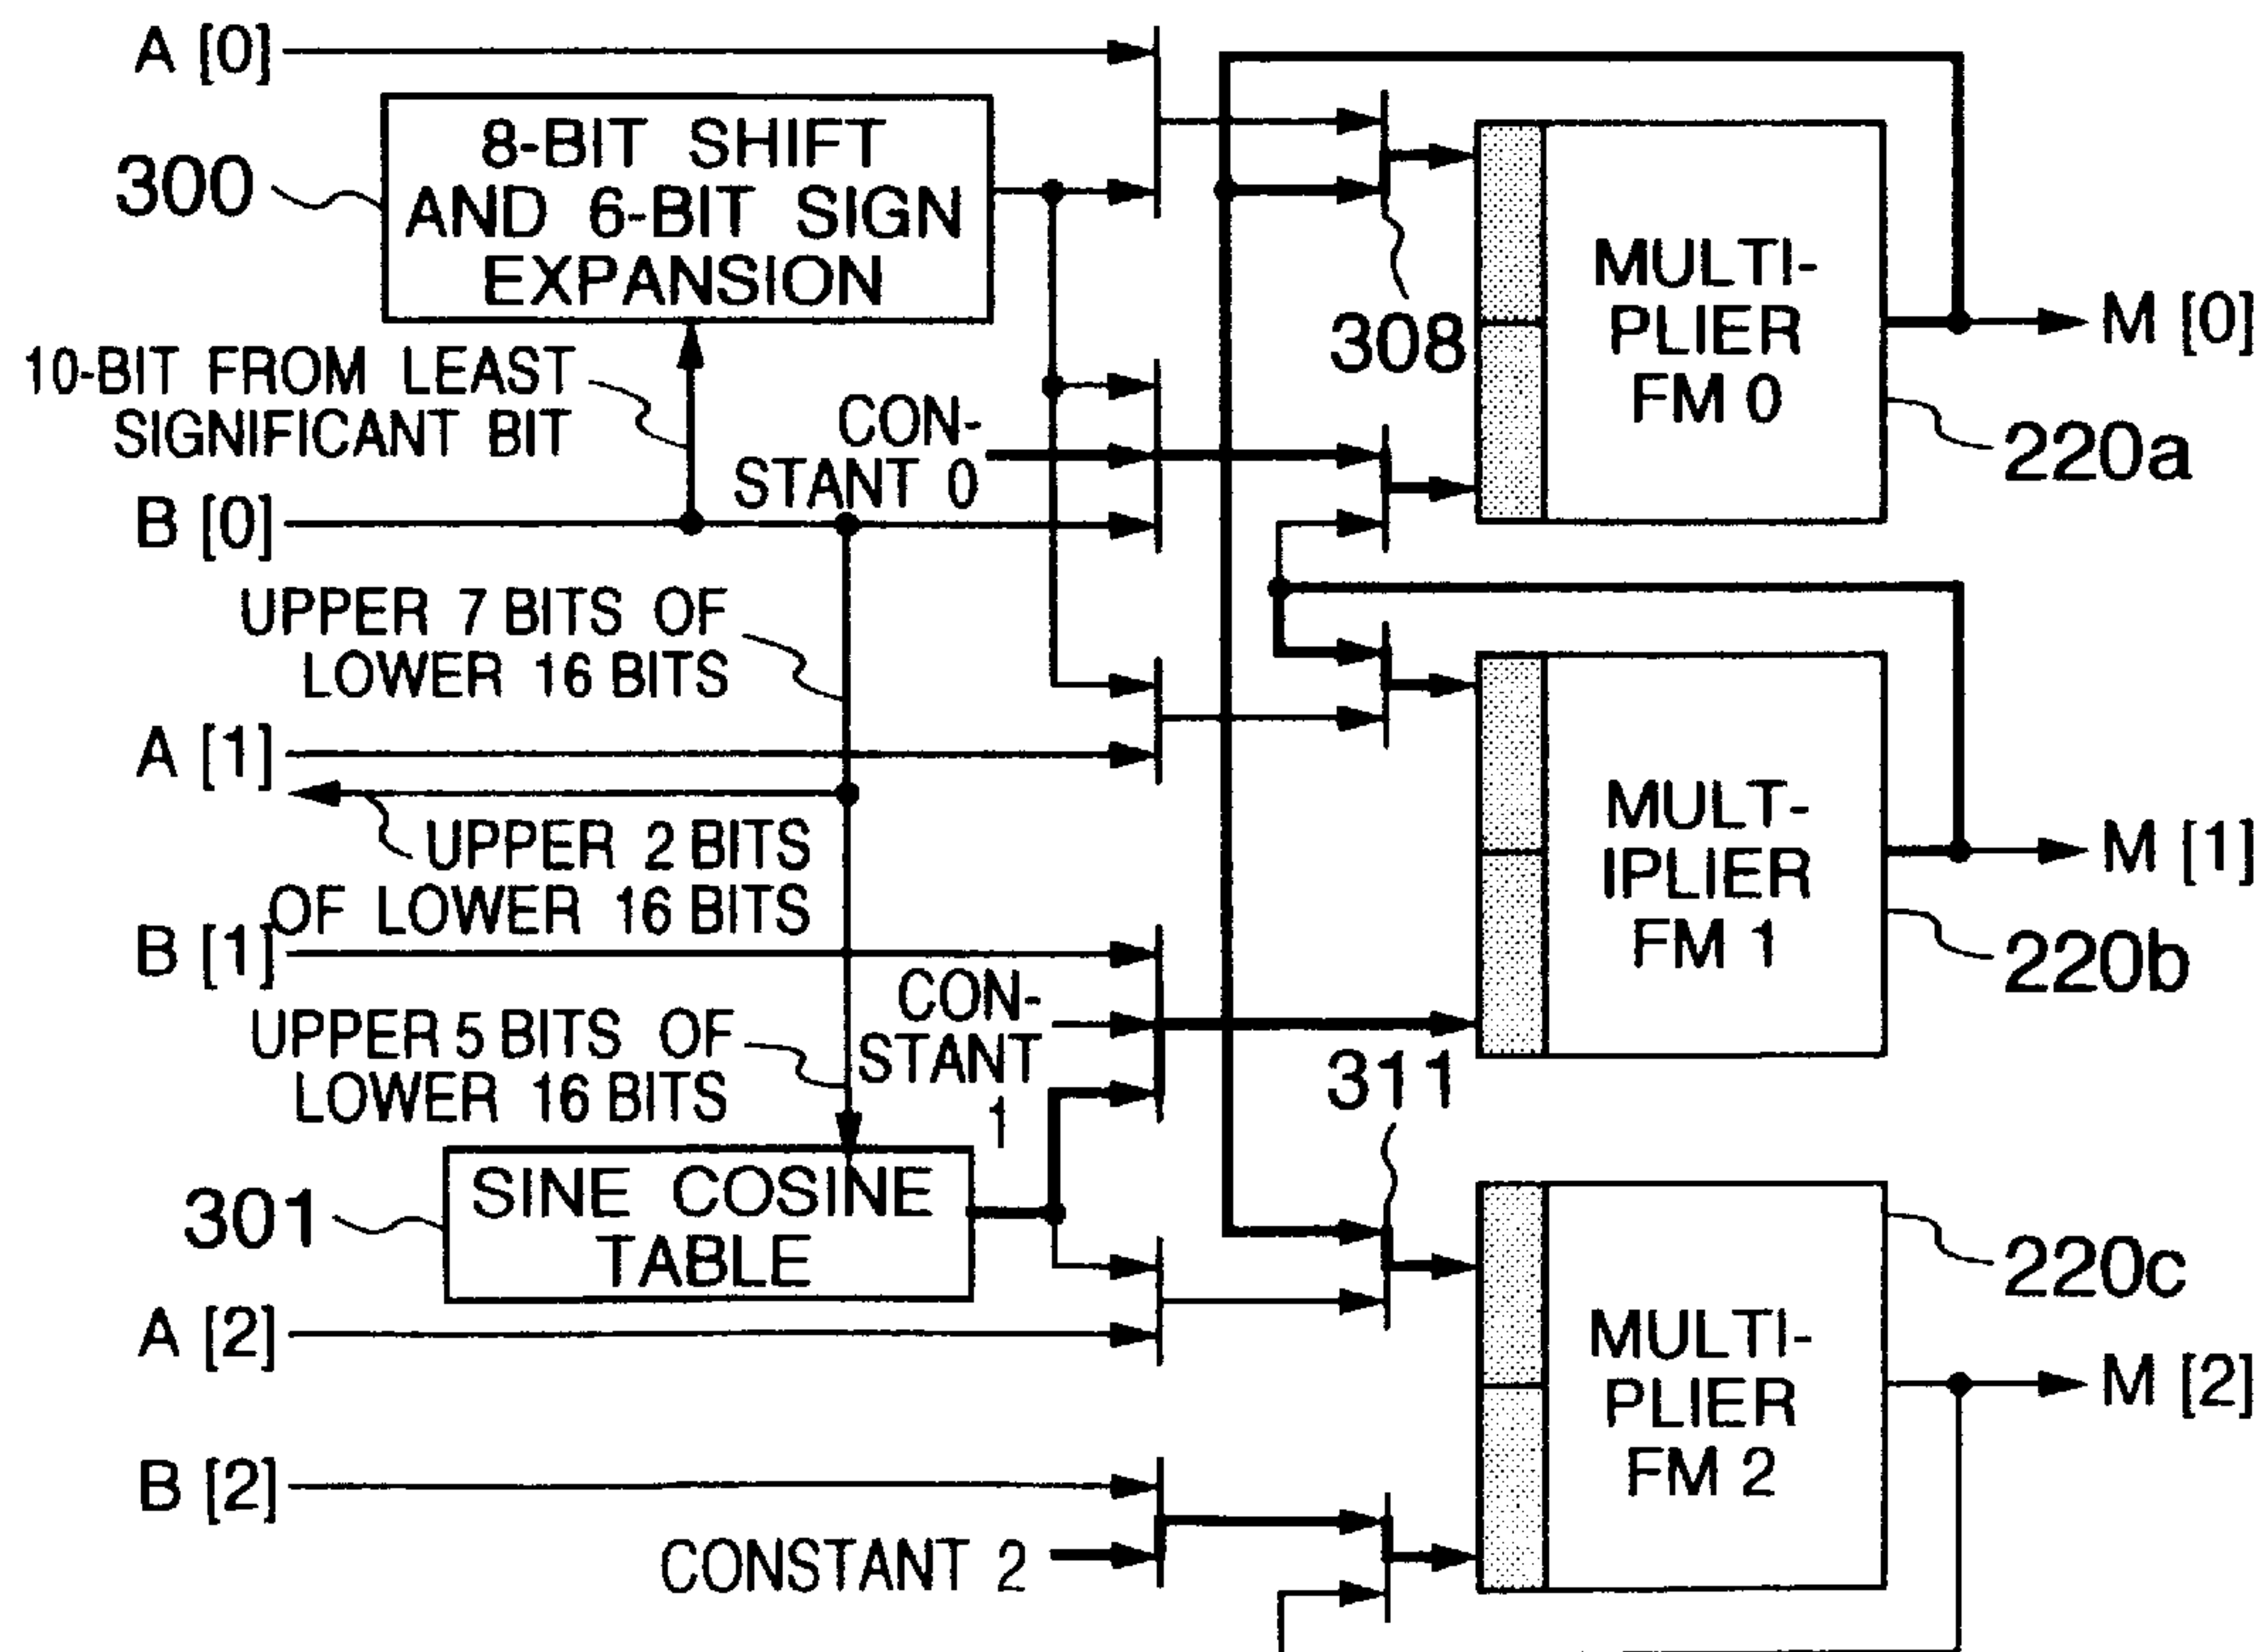 A [0]
8-BIT SHIFT
AND 6-BIT SIGN
EXPANSION
300
10-BIT FROM LEAST
SIGNIFICANT BIT
CON-
STANT 0
B [0]
308
MULTI-
PLIER
FM 0
M [0]
220a
UPPER 7 BITS OF
LOWER 16 BITS
A [1]
UPPER 2 BITS
OF LOWER 16 BITS
B [1]
CON-
STANT
1
UPPER 5 BITS OF
LOWER 16 BITS
MULT-
IPLIER
FM 1
M [1]
220b
311
301
SINE COSINE
TABLE
A [2]
B [2]
CONSTANT 2
220c
MULTI-
PLIER
FM 2
M [2]